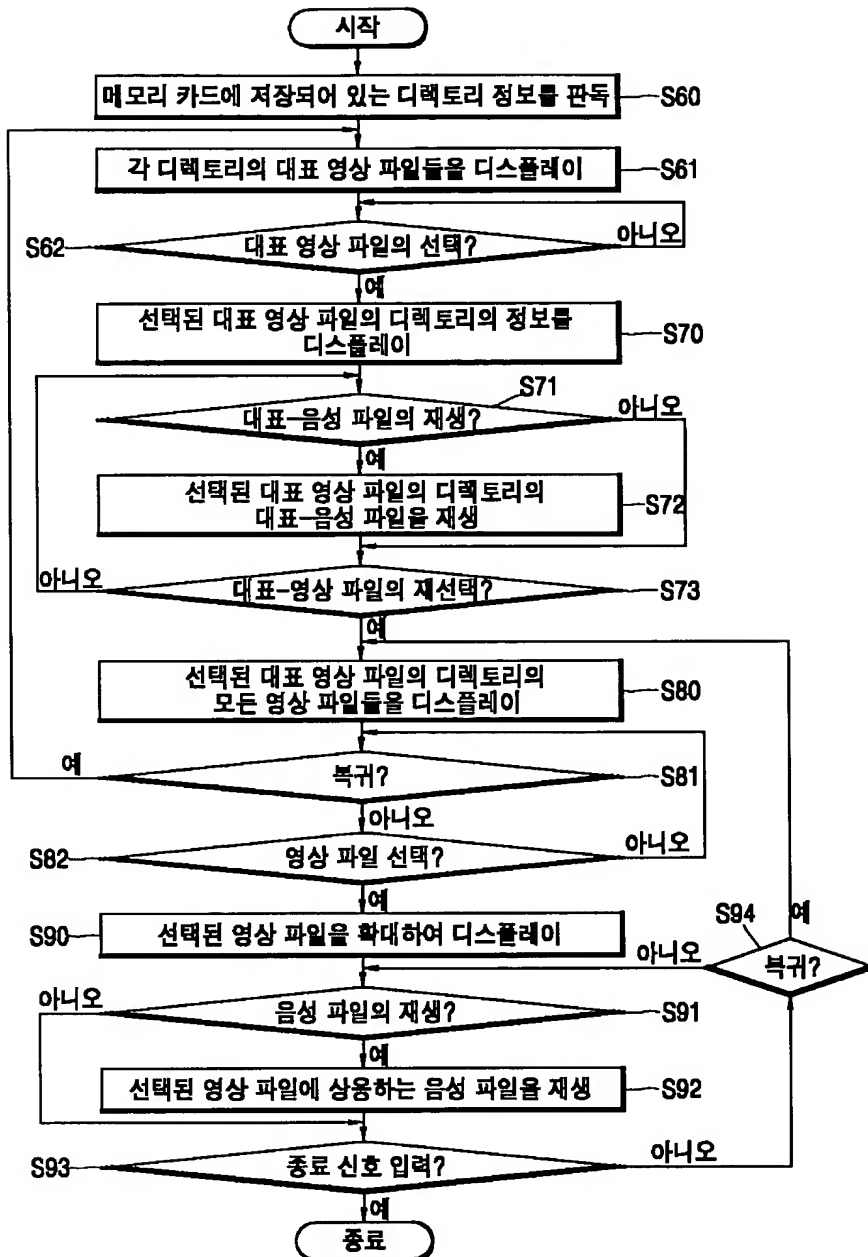 시작
메모리 카드에 저장되어 있는 디렉토리 정보를 판독
S60
각 디렉토리의 대표 영상 파일들을 디스플레이
S61
S62
대표 영상 파일의 선택?
아니오
예
선택된 대표 영상 파일의 디렉토리의 정보를
디스플레이
S70
S71
대표-음성 파일의 재생?
아니오
예
선택된 대표 영상 파일의 디렉토리의
대표-음성 파일을 재생
S72
아니오
대표-영상 파일의 재선택?
S73
예
선택된 대표 영상 파일의 디렉토리의
모든 영상 파일들을 디스플레이
S80
예
복귀?
S81
아니오
S82
영상 파일 선택?
아니오
예
S90
선택된 영상 파일을 확대하여 디스플레이
S94
예
아니오
복귀?
아니오
음성 파일의 재생?
S91
예
선택된 영상 파일에 상응하는 음성 파일을 재생
S92
S93
종료 신호 입력?
아니오
예
종료